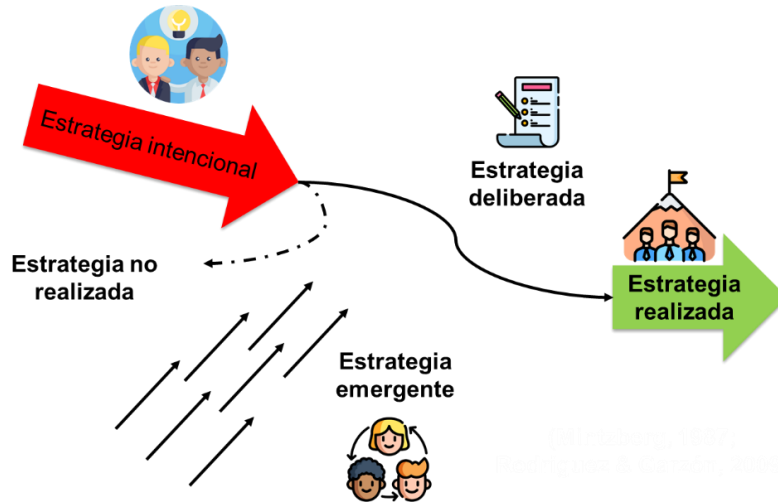 Estrategia intencional
Estrategia
deliberada
Estrategia no
realizada
Estrategia
realizada
Estrategia
emergente